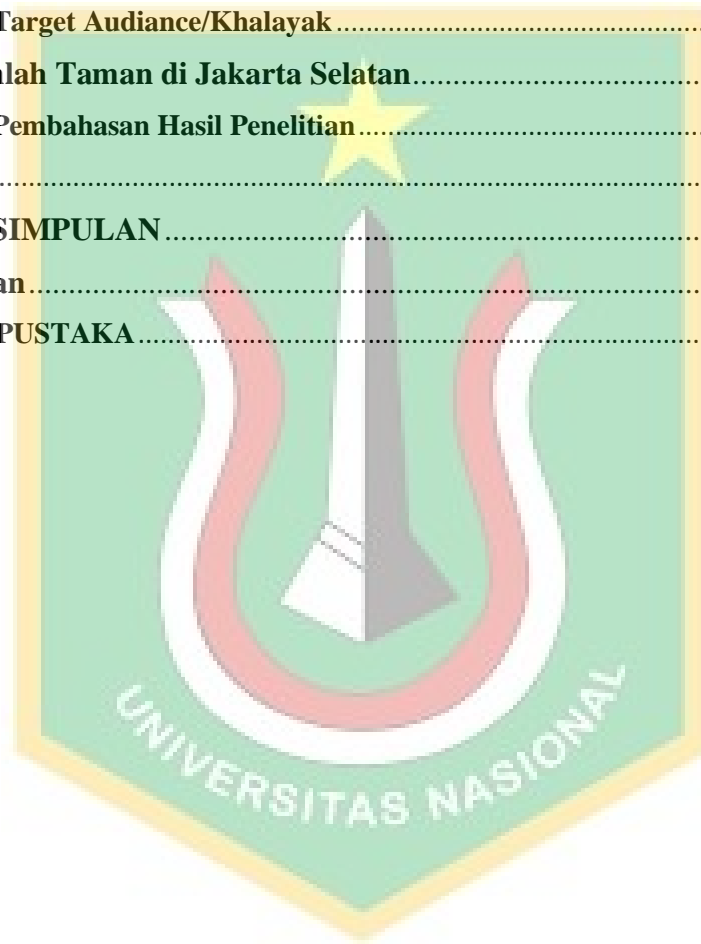 Target Audiance/Khalayak........................................
lah Taman di Jakarta Selatan........................................
Pembahasan Hasil Penelitian........................................
........................................
SIMPULAN........................................
an........................................
PUSTAKA........................................
UNIVERSITAS NASIONAL